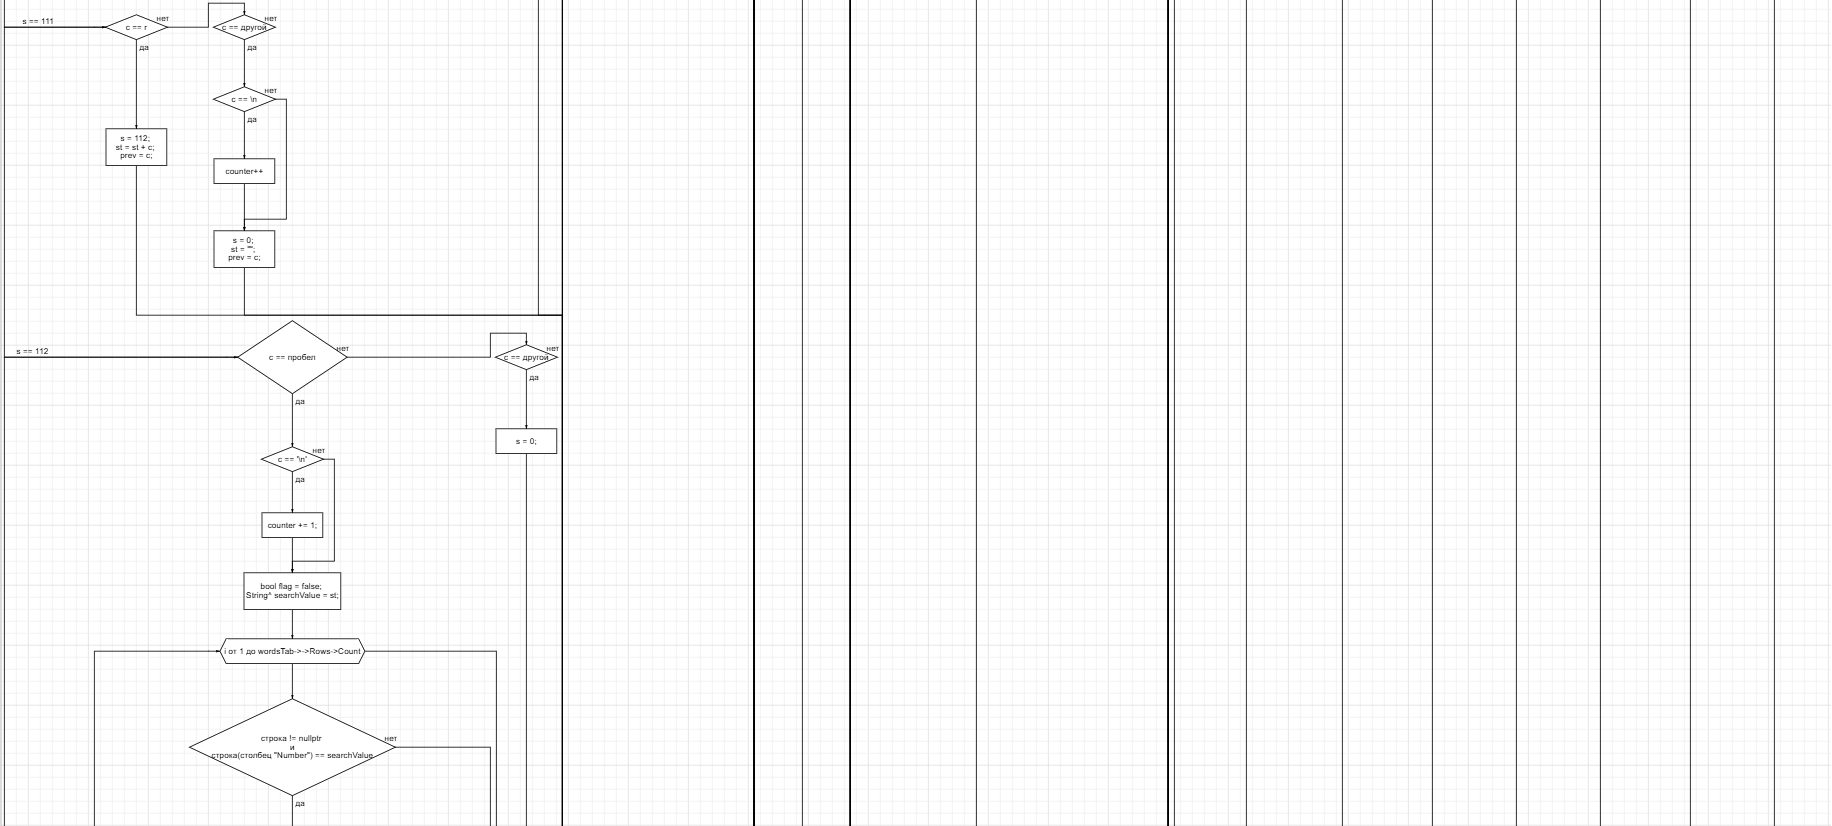 s == 111
c == r
нет
c == другой
нет
да
да
c == \n
нет
да
s = 112;
st = st + c;
prev = c;
counter++
s = 0;
st = "";
prev = c;
s == 112
c == пробел
нет
c == другой
нет
да
да
s = 0;
c == "\n"
нет
да
counter += 1;
bool flag = false;
String^ searchValue = st;
i от 1 до wordsTab->->Rows->Count
строка != nullptr
и
строка(столбец "Number") == searchValue
нет
да